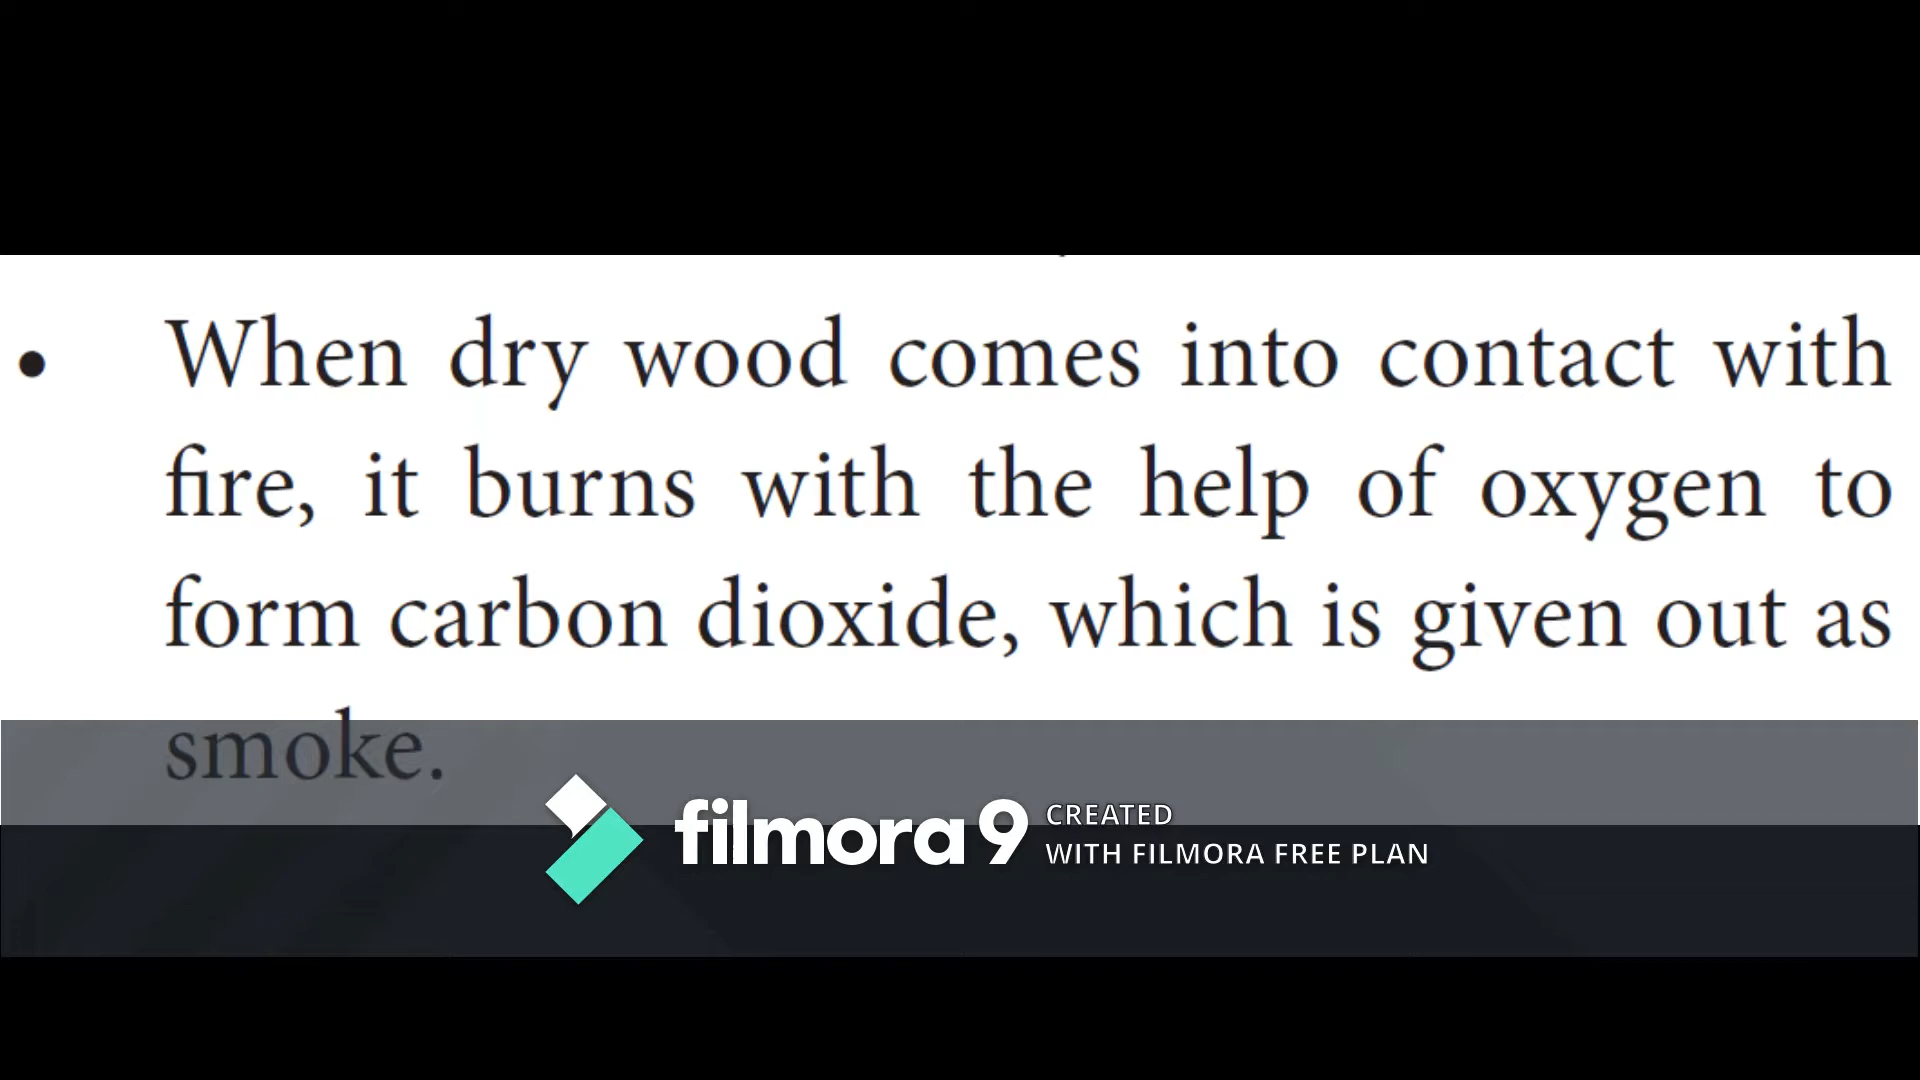 • When dry wood comes into contact with
fire, it burns with the help of oxygen to
form carbon dioxide, which is given out as
smoke.
filmora9 CREATED
WITH FILMORA FREE PLAN